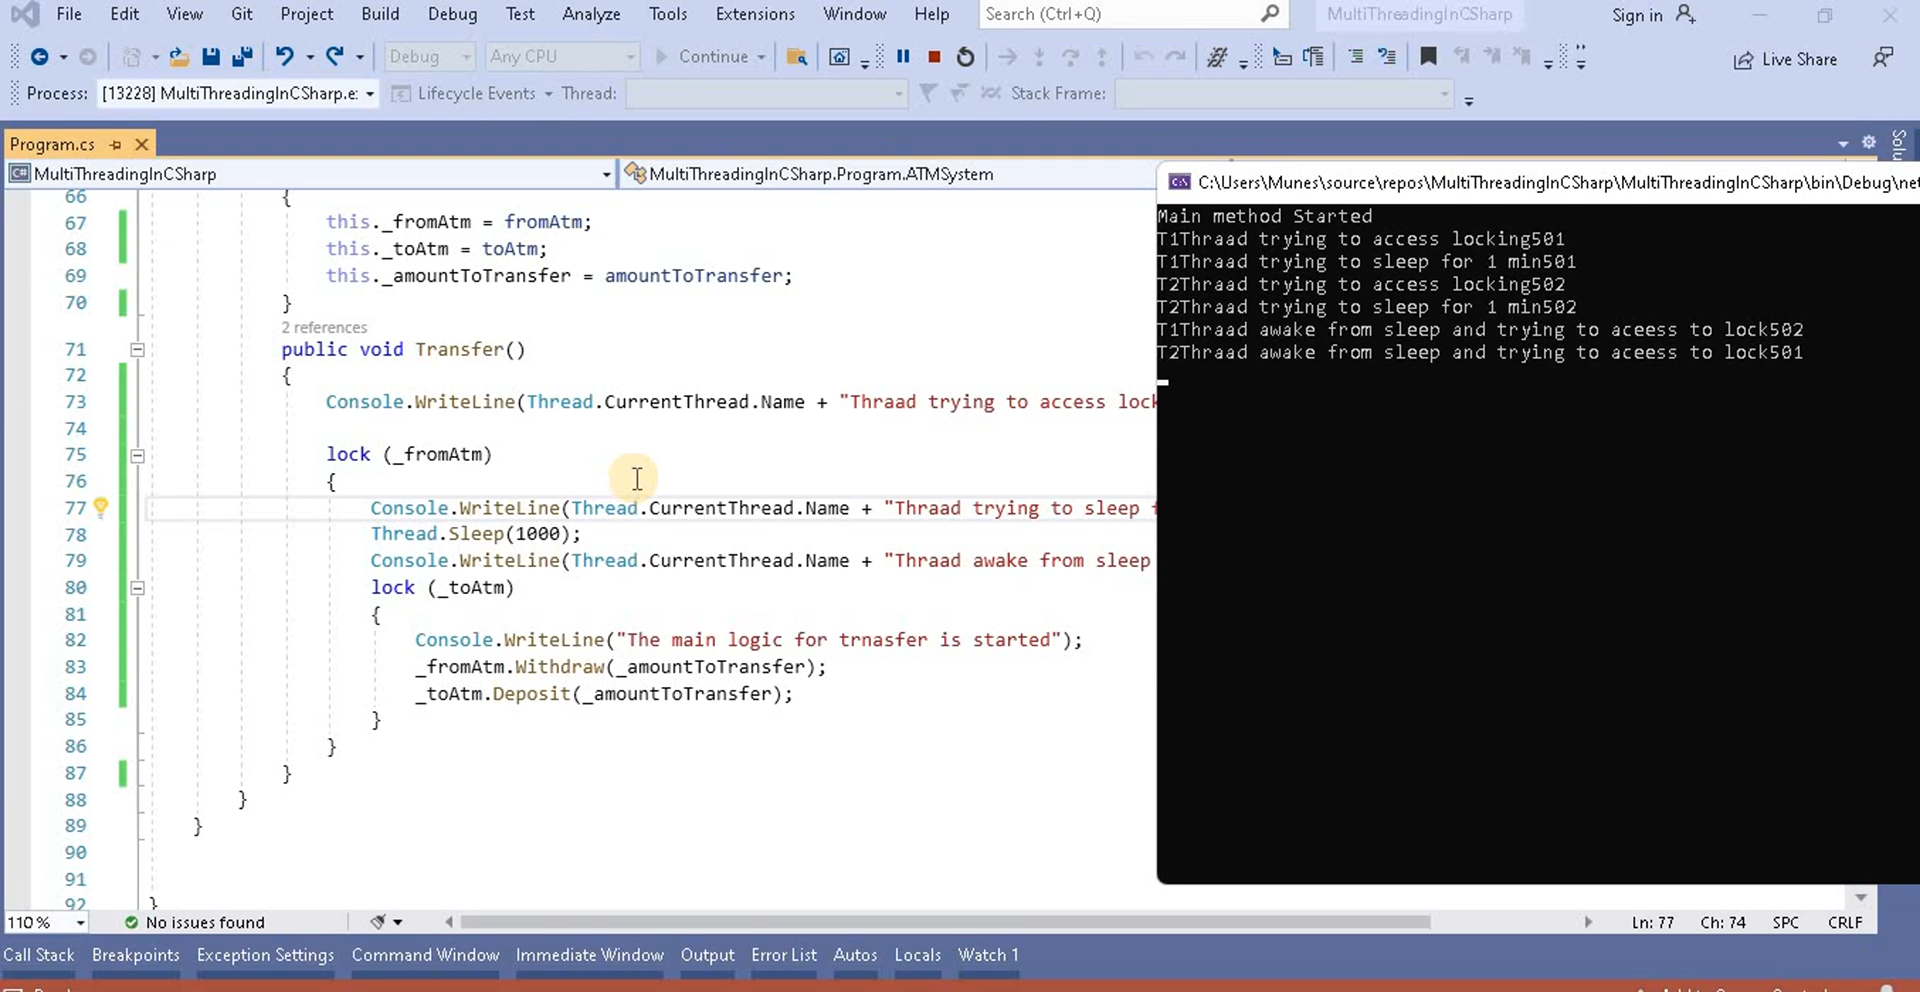 File Edit View Git Project Build Debug Test Analyze Tools Extensions Window Help Search (Ctrl+Q) MultiThreadingInCSharp Sign in
Debug Any CPU Continue Live Share
Process: [13228] MultiThreadingInCSharp.e: Lifecycle Events Thread: Stack Frame:
Program.cs
Solu
MultiThreadingInCSharp MultiThreadingInCSharp.Program.ATMSystem
66 {
67 this._fromAtm = fromAtm;
68 this._toAtm = toAtm;
69 this._amountToTransfer = amountToTransfer;
70 }
2 references
71 public void Transfer()
72 {
73 Console.WriteLine(Thread.CurrentThread.Name + "Thraad trying to access lock
74
75 lock (_fromAtm)
76 {
77 Console.WriteLine(Thread.CurrentThread.Name + "Thraad trying to sleep f
78 Thread.Sleep(1000);
79 Console.WriteLine(Thread.CurrentThread.Name + "Thraad awake from sleep
80 lock (_toAtm)
81 {
82 Console.WriteLine("The main logic for trnasfer is started");
83 _fromAtm.Withdraw(_amountToTransfer);
84 _toAtm.Deposit(_amountToTransfer);
85 }
86 }
87 }
88 }
89 }
90
91
92 }
C:\Users\Munes\source\repos\MultiThreadingInCSharp\MultiThreadingInCSharp\bin\Debug\net
Main method Started
T1Thraad trying to access locking501
T1Thraad trying to sleep for 1 min501
T2Thraad trying to access locking502
T2Thraad trying to sleep for 1 min502
T1Thraad awake from sleep and trying to aceess to lock502
T2Thraad awake from sleep and trying to aceess to lock501
110 % No issues found Ln: 77 Ch: 74 SPC CRLF
Call Stack Breakpoints Exception Settings Command Window Immediate Window Output Error List Autos Locals Watch 1